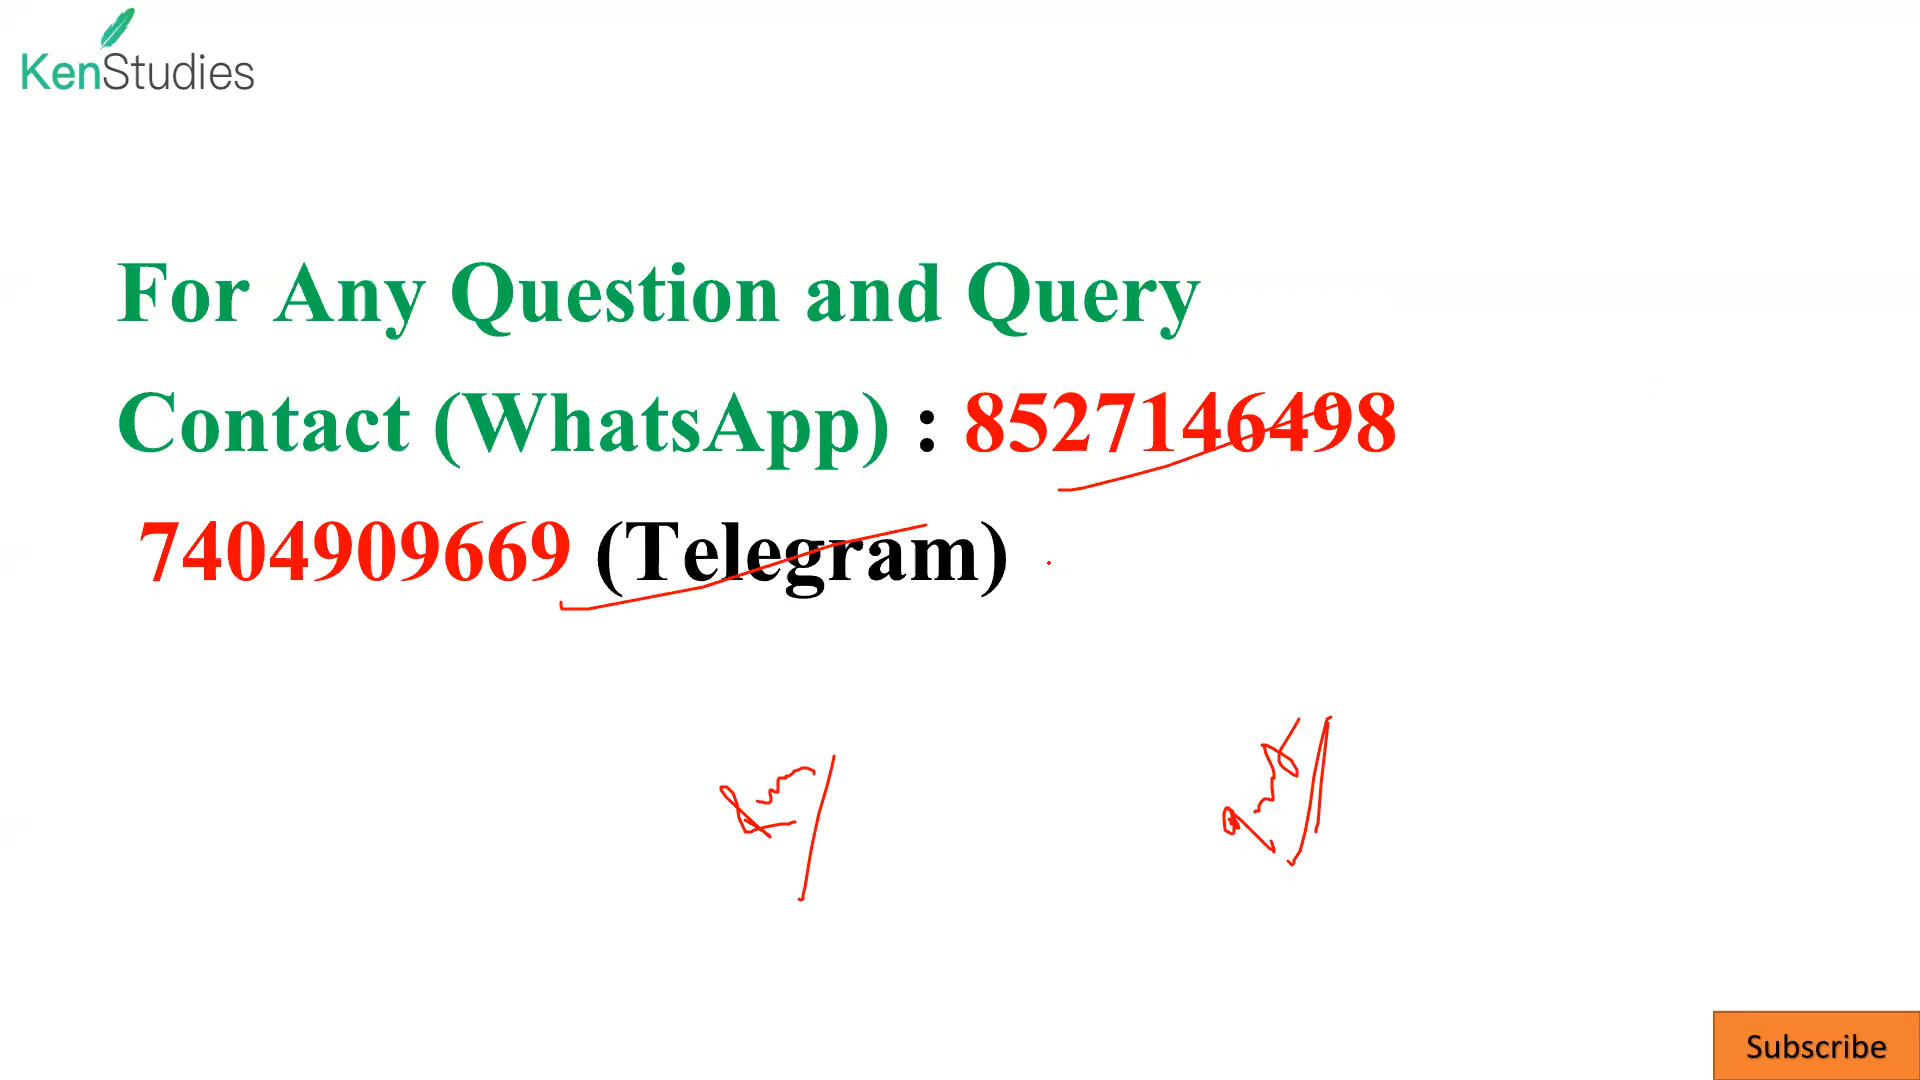 KenStudies
For Any Question and Query
Contact (WhatsApp) : 8527146498
7404909669 (Telegram)
Subscribe